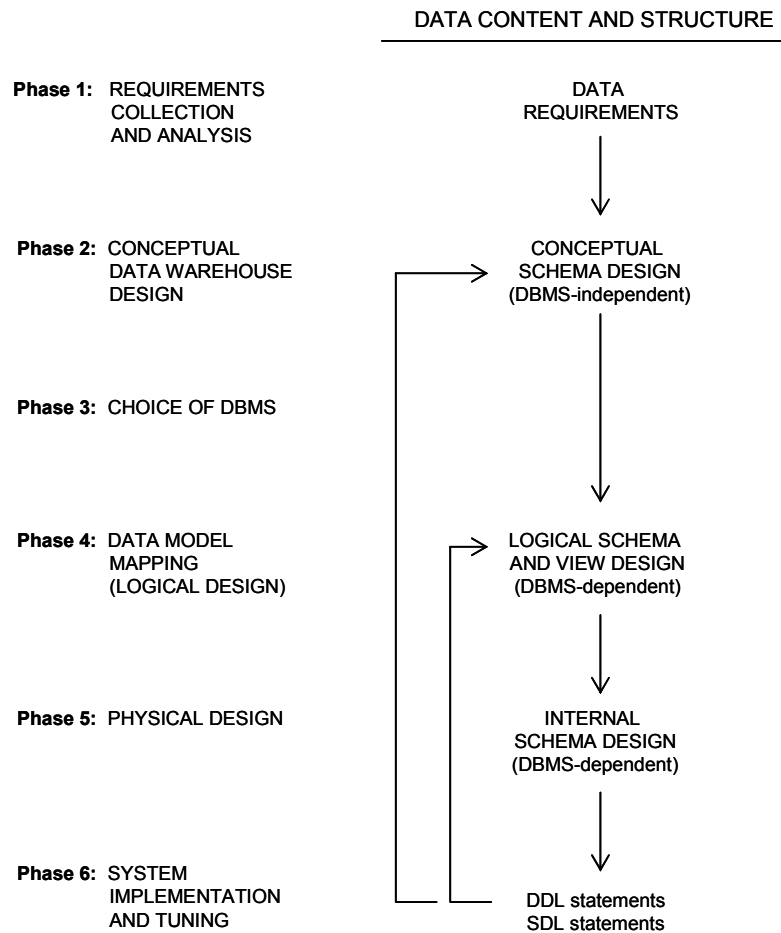 DATA CONTENT AND STRUCTURE
Phase 1: REQUIREMENTS
COLLECTION
AND ANALYSIS
DATA
REQUIREMENTS
Phase 2: CONCEPTUAL
DATA WAREHOUSE
DESIGN
CONCEPTUAL
SCHEMA DESIGN
(DBMS-independent)
Phase 3: CHOICE OF DBMS
Phase 4: DATA MODEL
MAPPING
(LOGICAL DESIGN)
LOGICAL SCHEMA
AND VIEW DESIGN
(DBMS-dependent)
Phase 5: PHYSICAL DESIGN
INTERNAL
SCHEMA DESIGN
(DBMS-dependent)
Phase 6: SYSTEM
IMPLEMENTATION
AND TUNING
DDL statements
SDL statements